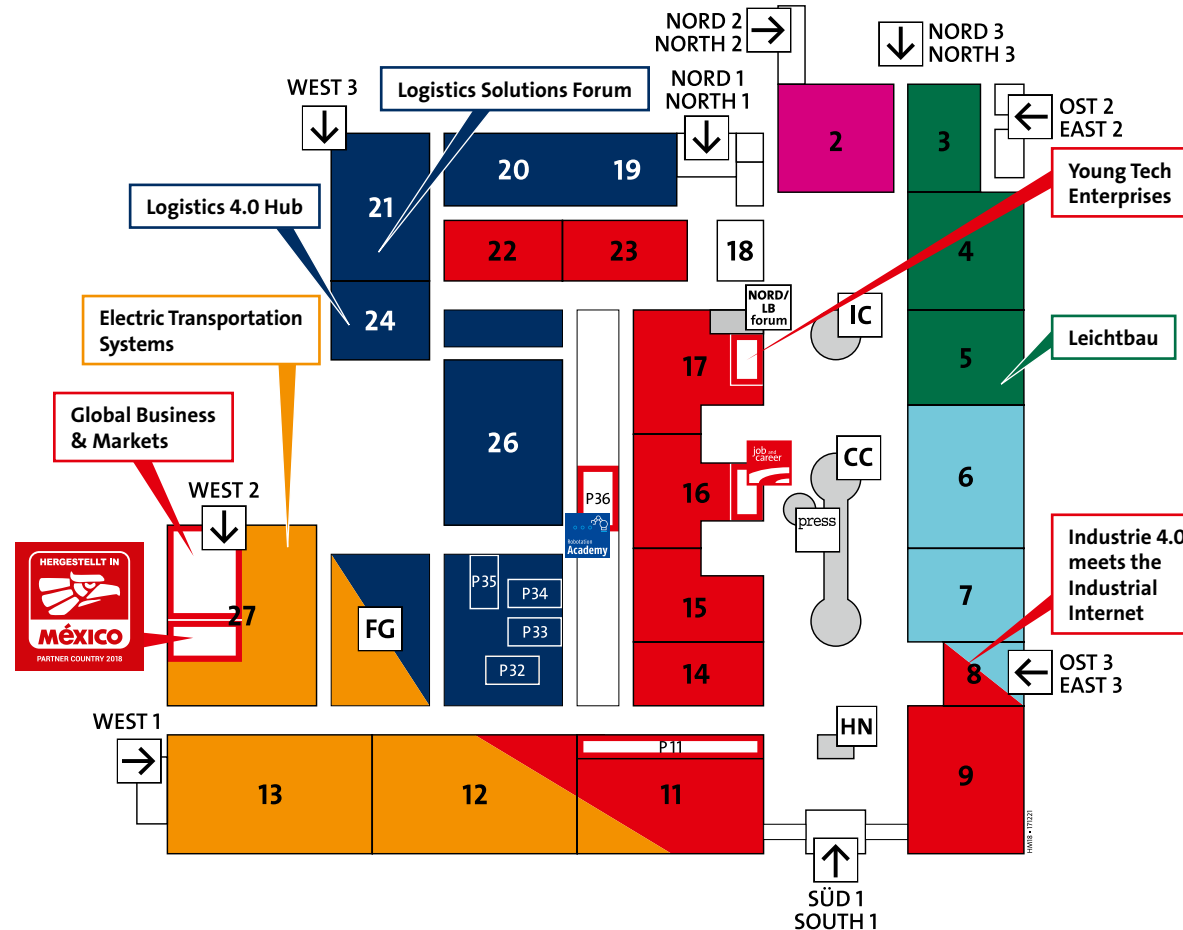 NORD 2
NORTH 2
NORD 3
NORTH 3
WEST 3
Logistics Solutions Forum
NORD 1
NORTH 1
OST 2
EAST 2
2
3
20
19
Young Tech
Enterprises
21
Logistics 4.0 Hub
22
23
18
4
24
NORD/
LB
forum
IC
Electric Transportation
Systems
17
5
Leichtbau
Global Business
& Markets
26
job and
career
CC
6
WEST 2
P36
16
press
Robotation
Academy
Industrie 4.0
meets the
Industrial
Internet
HERGESTELLT IN
MÉXICO
PARTNER COUNTRY 2018
27
FG
P35
P34
P33
P32
15
7
14
8
OST 3
EAST 3
WEST 1
HN
P11
13
12
11
9
HM18 • 171221
SÜD 1
SOUTH 1